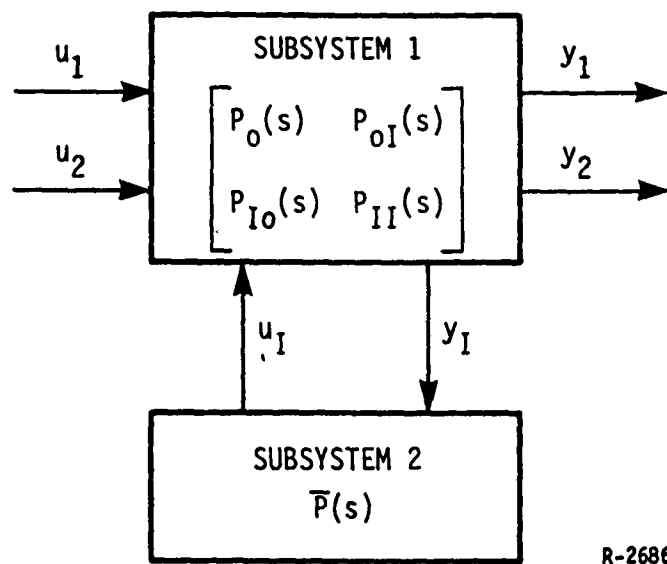 u1
u2
SUBSYSTEM 1
Po(s) PoI(s)
PIo(s) PII(s)
y1
y2
uI
yI
SUBSYSTEM 2
P̅(s)
R-2686